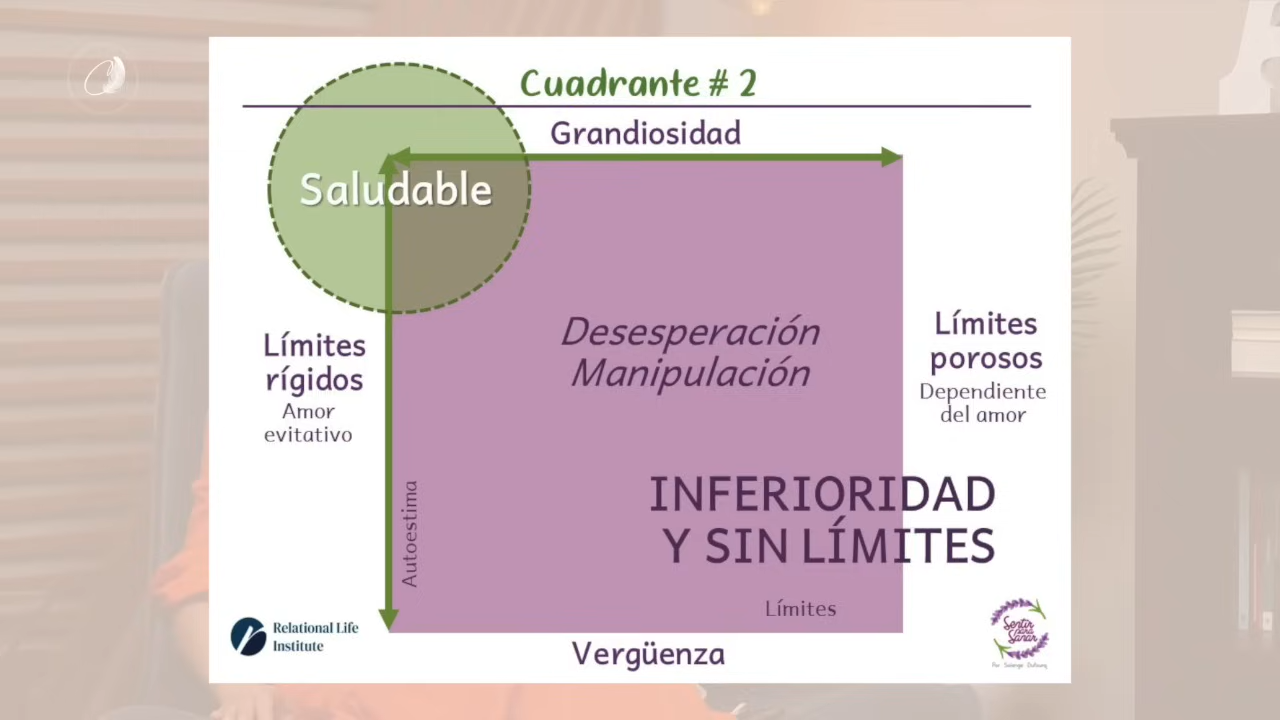 Cuadrante # 2
Grandiosidad
Saludable
Límites
rígidos
Amor
evitativo
Desesperación
Manipulación
Límites
porosos
Dependiente
del amor
Autoestima
INFERIORIDAD
Y SIN LÍMITES
Límites
Vergüenza
Relational Life
Institute
Sentir
para
Sanar